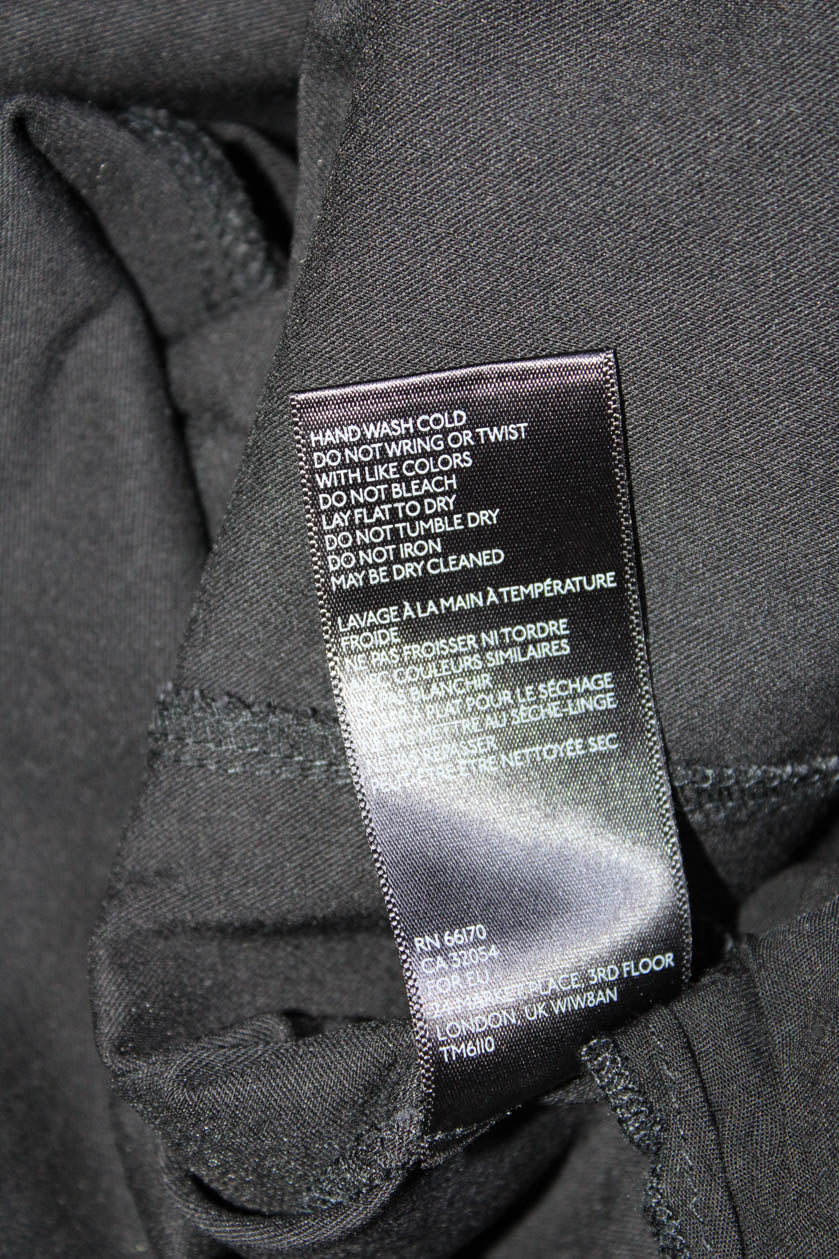 HAND WASH COLD
DO NOT WRING OR TWIST
WITH LIKE COLORS
DO NOT BLEACH
LAY FLAT TO DRY
DO NOT TUMBLE DRY
DO NOT IRON
MAY BE DRY CLEANED
LAVAGE À LA MAIN À TEMPÉRATURE
FROIDE
NE PAS FROISSER NI TORDRE
COULEURS SIMILAIRES
PAS BLANCHIR
PLAT POUR LE SÉCHAGE
AU SÈCHE-LINGE
NETTOYÉE SEC
RN 66170
CA 32054
FOR EU
PLACE, 3RD FLOOR
LONDON, UK W1W8AN
TM6110